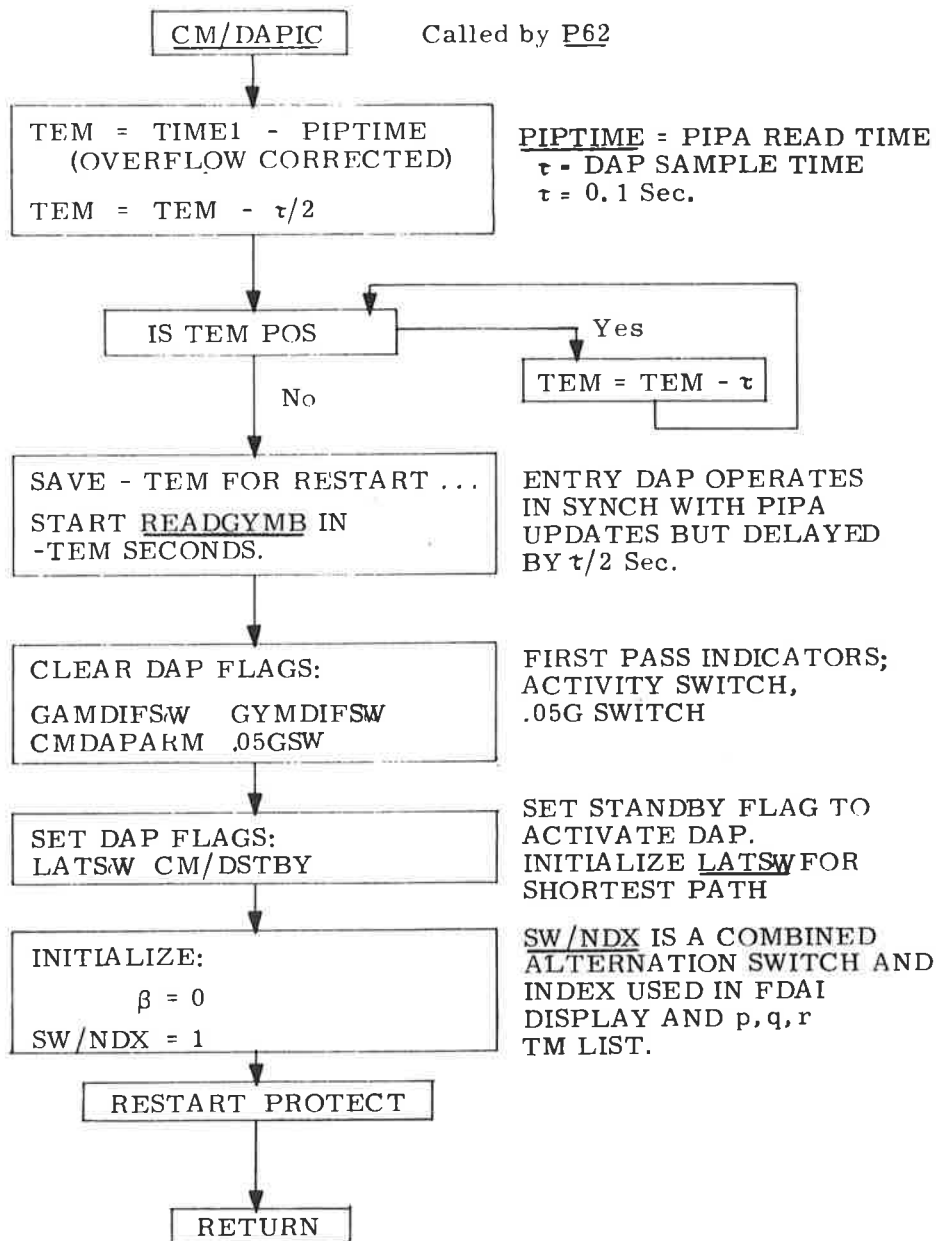 CM/DAPIC Called by P62
TEM = TIME1 - PIPTIME
(OVERFLOW CORRECTED)
TEM = TEM - τ/2
PIPTIME = PIPA READ TIME
τ - DAP SAMPLE TIME
τ = 0.1 Sec.
IS TEM POS
Yes
TEM = TEM - τ
No
SAVE - TEM FOR RESTART ...
START READGYMB IN
-TEM SECONDS.
ENTRY DAP OPERATES
IN SYNCH WITH PIPA
UPDATES BUT DELAYED
BY τ/2 Sec.
CLEAR DAP FLAGS:
GAMDIFSW GYMDIFSW
CMDAPARM .05GSW
FIRST PASS INDICATORS;
ACTIVITY SWITCH,
.05G SWITCH
SET DAP FLAGS:
LATSW CM/DSTBY
SET STANDBY FLAG TO
ACTIVATE DAP.
INITIALIZE LATSW FOR
SHORTEST PATH
INITIALIZE:
β = 0
SW/NDX = 1
SW/NDX IS A COMBINED
ALTERNATION SWITCH AND
INDEX USED IN FDAI
DISPLAY AND p,q,r
TM LIST.
RESTART PROTECT
RETURN